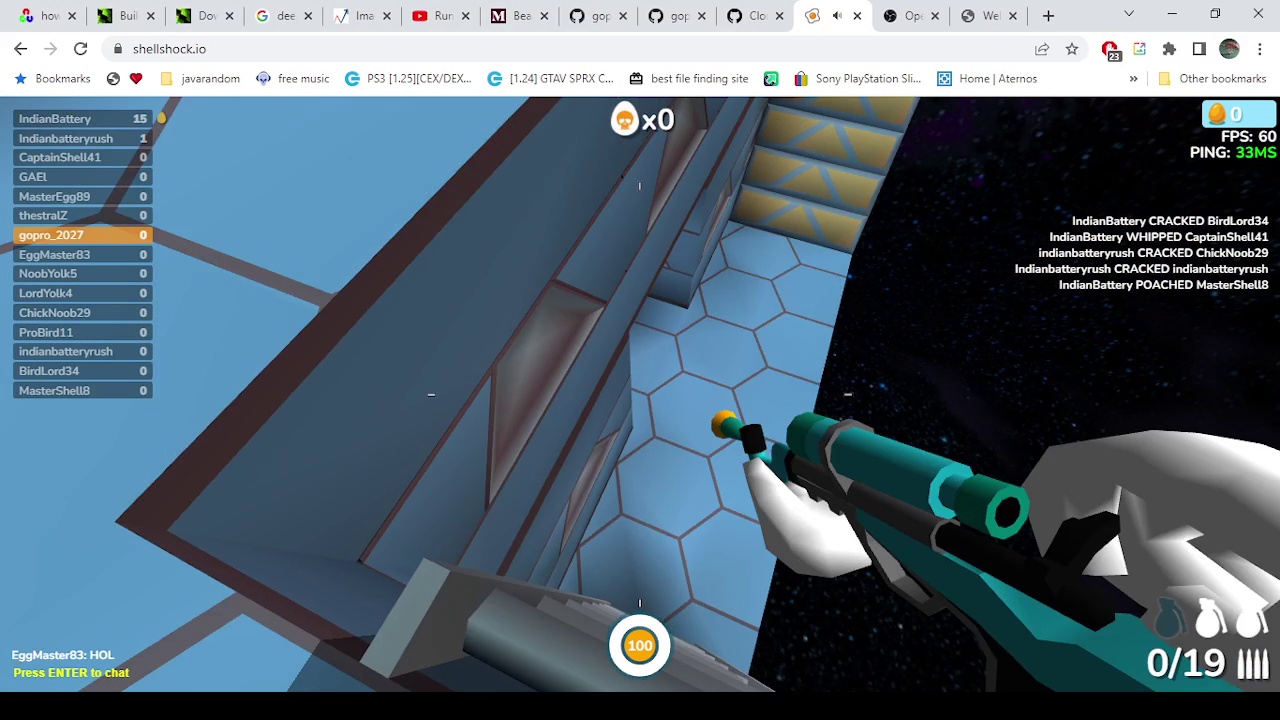 how
Buil
Dov
dee
Ima
Run
Bea
gop
gop
Clo
Ope
Wel
shellshock.io
23
Bookmarks
javarandom
free music
PS3 [1.25][CEX/DEX...
[1.24] GTAV SPRX C...
best file finding site
Sony PlayStation Sli...
Home | Aternos
»
Other bookmarks
IndianBattery 15
Indianbatteryrush 1
CaptainShell41 0
GAEl 0
MasterEgg89 0
thestralZ 0
gopro_2027 0
EggMaster83 0
NoobYolk5 0
LordYolk4 0
ChickNoob29 0
ProBird11 0
indianbatteryrush 0
BirdLord34 0
MasterShell8 0
x0
0
FPS: 60
PING: 33MS
IndianBattery CRACKED BirdLord34
IndianBattery WHIPPED CaptainShell41
indianbatteryrush CRACKED ChickNoob29
Indianbatteryrush CRACKED indianbatteryrush
IndianBattery POACHED MasterShell8
EggMaster83: HOL
Press ENTER to chat
100
0/19